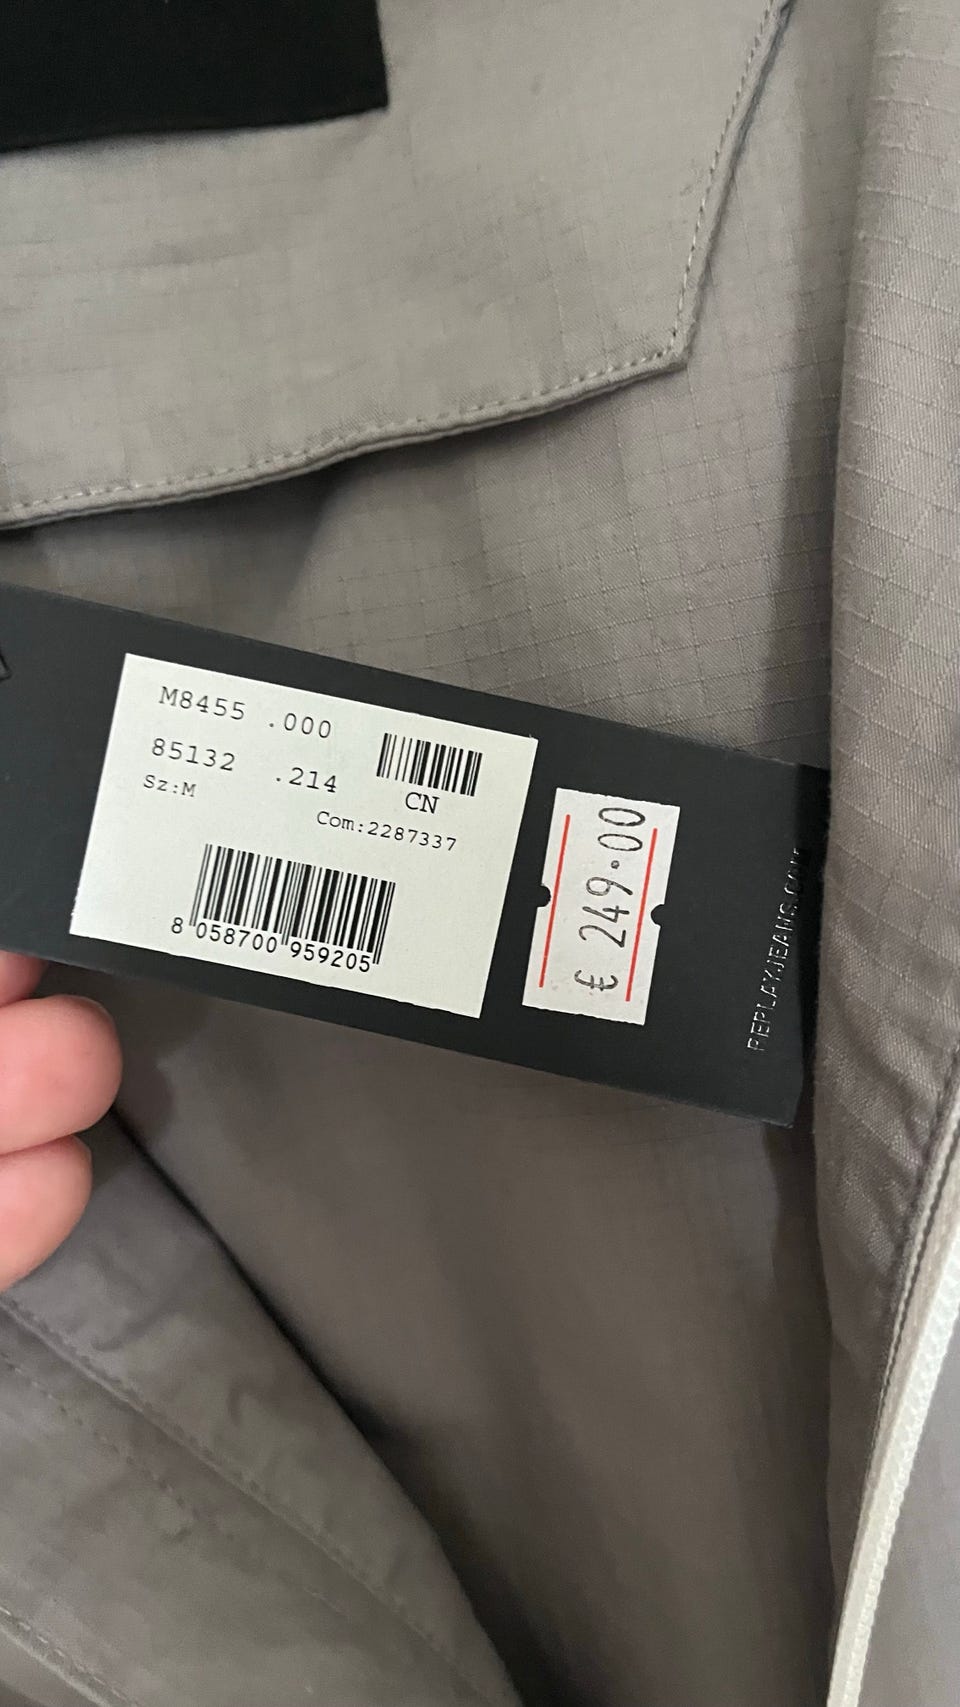 M8455 .000
85132 .214
Sz:M
CN
Com:2287337
8 058700 959205
€ 249.00
REPLAYJEANS.COM